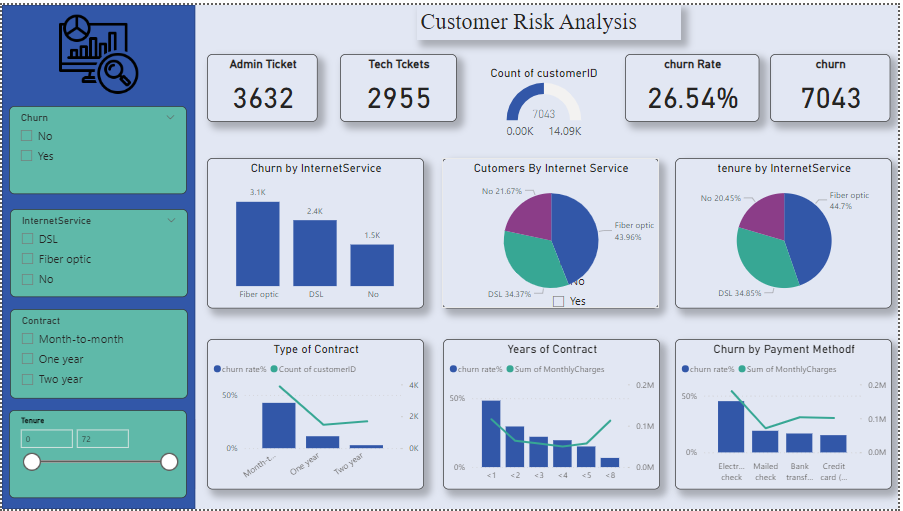 Customer Risk Analysis
Churn
No
Yes
InternetService
DSL
Fiber optic
No
Contract
Month-to-month
One year
Two year
Tenure
0 72
Admin Ticket
3632
Tech Tckets
2955
Count of customerID
7043
0.00K 14.09K
churn Rate
26.54%
churn
7043
Churn by InternetService
3.1K
2.4K
1.5K
Fiber optic DSL No
Cutomers By Internet Service
No 21.67%
Fiber optic
43.96%
DSL 34.37%
No
Yes
tenure by InternetService
No 20.45%
Fiber optic
44.7%
DSL 34.85%
Type of Contract
churn rate% Count of customerID
50%
0%
4K
2K
0K
Month-t... One year Two year
Years of Contract
churn rate% Sum of MonthlyCharges
50%
0%
0.2M
0.1M
0.0M
<1 <2 <3 <4 <5 <8
Churn by Payment Methodf
churn rate% Sum of MonthlyCharges
50%
0%
0.2M
0.1M
0.0M
Electr... Mailed Bank Credit
check check transf... card (...